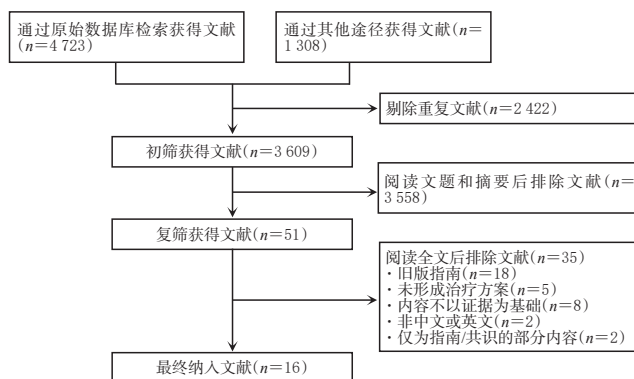 通过原始数据库检索获得文献
(n=4 723)
通过其他途径获得文献(n=
1 308)
剔除重复文献(n=2 422)
初筛获得文献(n=3 609)
阅读文题和摘要后排除文献(n=
3 558)
复筛获得文献(n=51)
阅读全文后排除文献(n=35)
·旧版指南(n=18)
·未形成治疗方案(n=5)
·内容不以证据为基础(n=8)
·非中文或英文(n=2)
·仅为指南/共识的部分内容(n=2)
最终纳入文献(n=16)